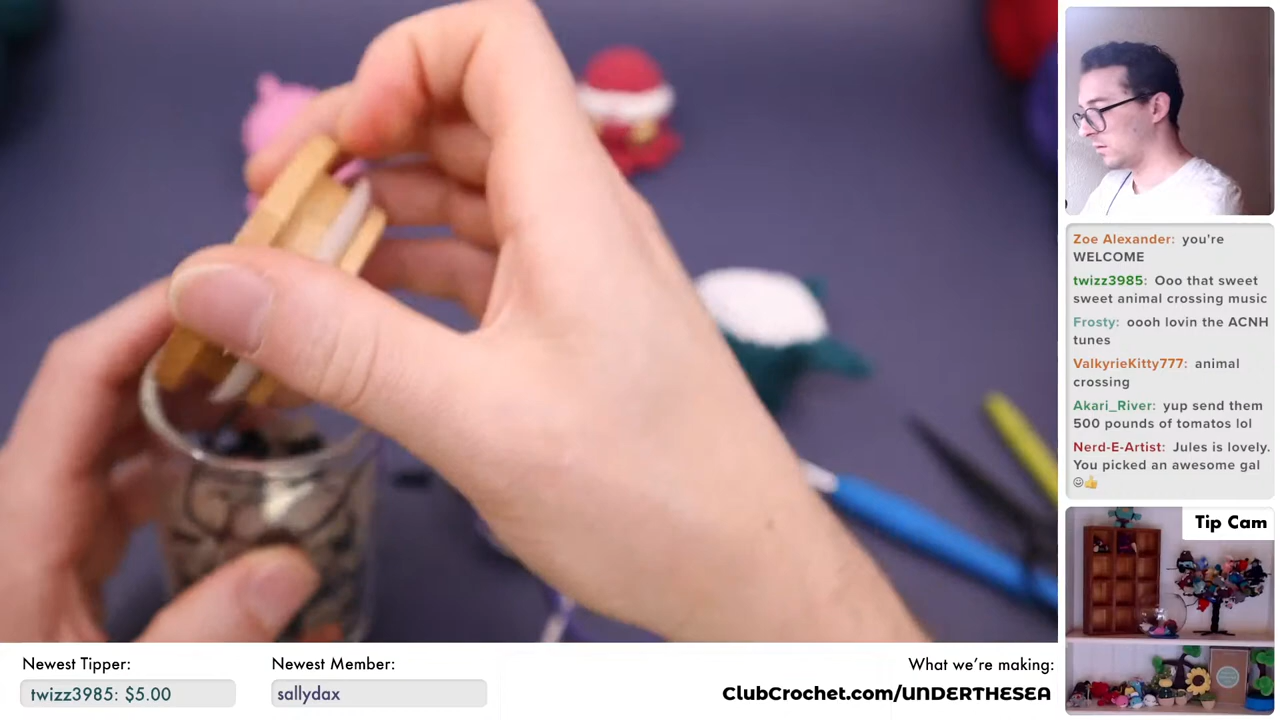 Zoe Alexander: you're
WELCOME
twizz3985: Ooo that sweet
sweet animal crossing music
Frosty: oooh lovin the ACNH
tunes
ValkyrieKitty777: animal
crossing
Akari_River: yup send them
500 pounds of tomatos lol
Nerd-E-Artist: Jules is lovely.
You picked an awesome gal
☺👍
Tip Cam
Newest Tipper:
twizz3985: $5.00
Newest Member:
sallydax
What we're making:
ClubCrochet.com/UNDERTHESEA